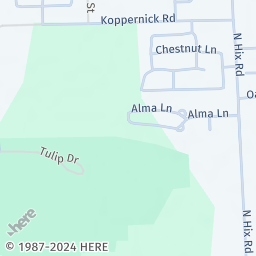 Koppernick Rd
St
N Hix Rd
Chestnut Ln
Oa
Alma Ln
Alma Ln
Tulip Dr
N Hix Rd
here
© 1987-2024 HERE